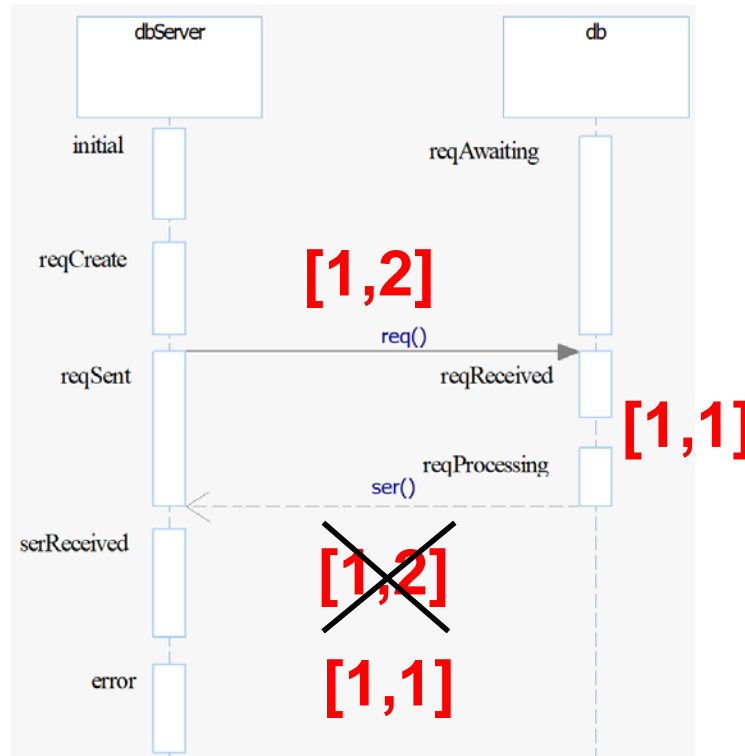 dbServer
db
initial
reqAwaiting
reqCreate
[1,2]
req()
reqSent
reqReceived
[1,1]
reqProcessing
ser()
serReceived
[1,2]
[1,1]
error